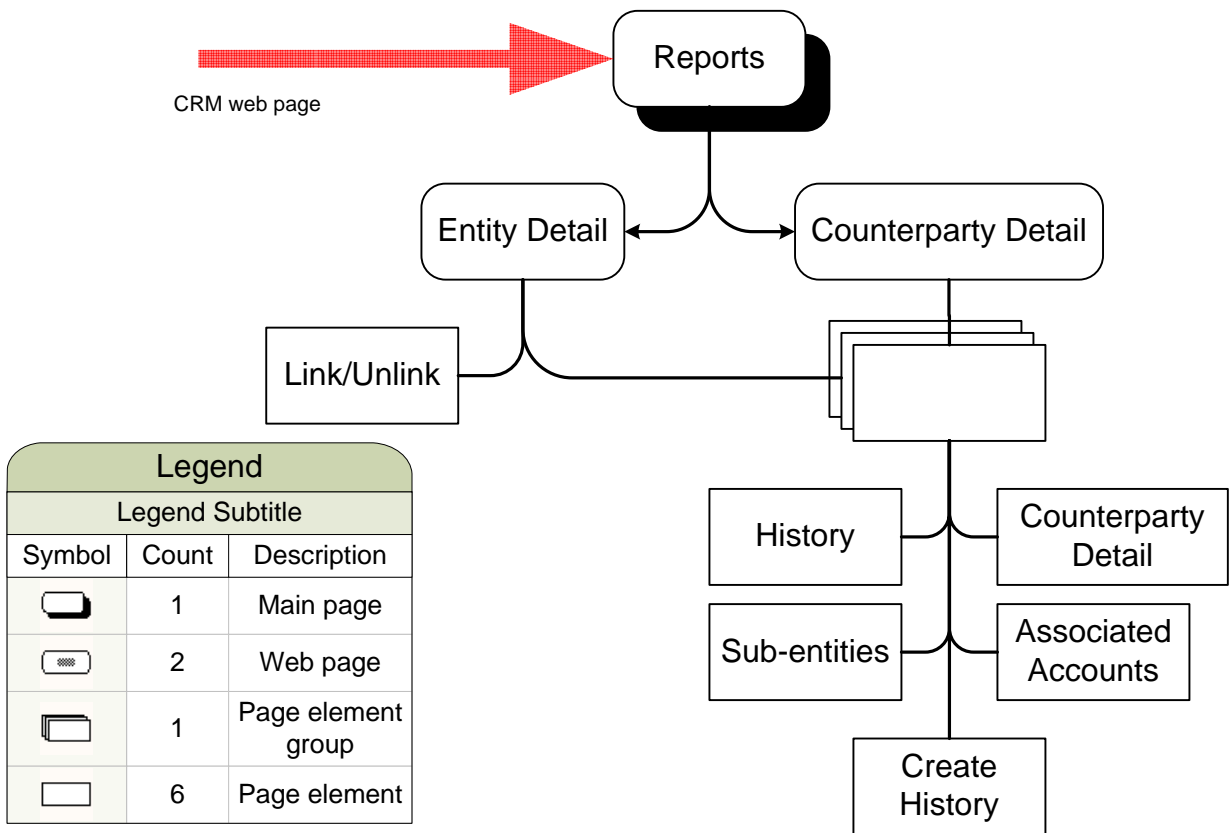 Reports
CRM web page
Entity Detail
Counterparty Detail
Link/Unlink
History
Counterparty
Detail
Sub-entities
Associated
Accounts
Create
History
Legend
Legend Subtitle
Symbol Count Description
1 Main page
2 Web page
1 Page element
group
6 Page element